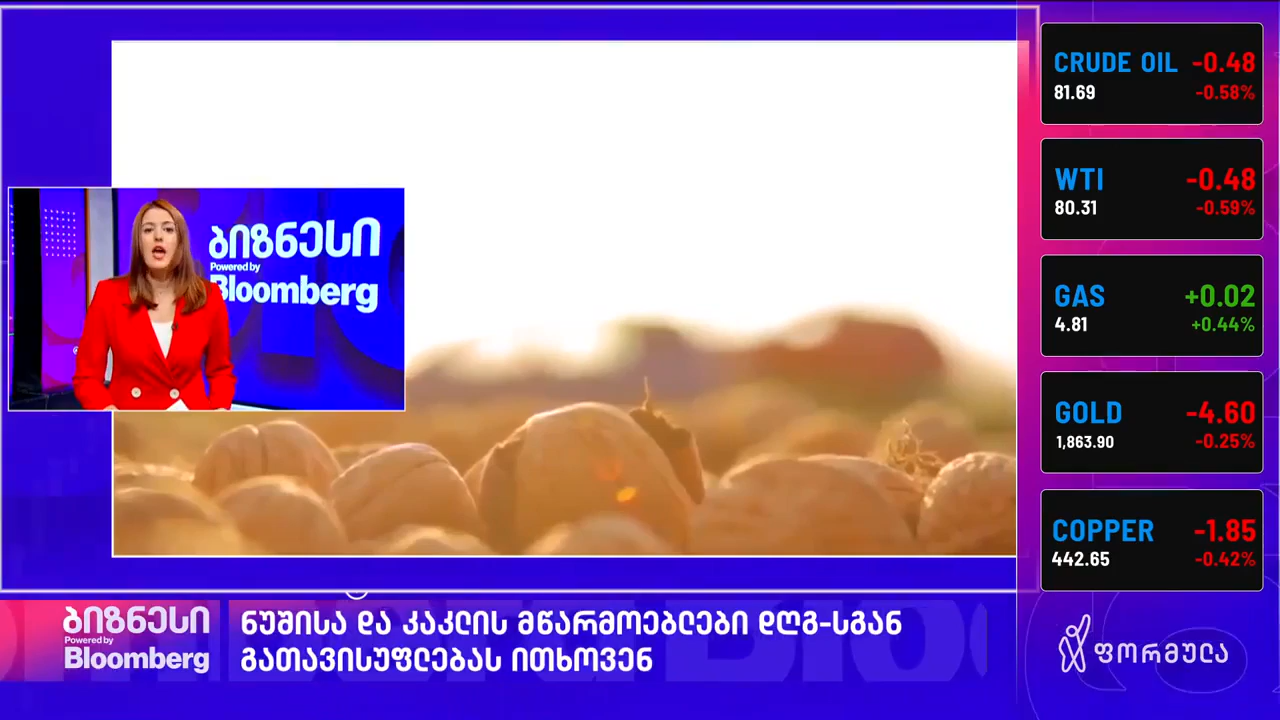 CRUDE OIL -0.48
81.69 -0.58%
WTI -0.48
80.31 -0.59%
GAS +0.02
4.81 +0.44%
GOLD -4.60
1,863.90 -0.25%
COPPER -1.85
442.65 -0.42%
ბიზნესი
Powered by
Bloomberg
ბიზნესი
Powered by
Bloomberg
ნუშისა და კაკლის მწარმოებლები დღგ-სგან
გათავისუფლებას ითხოვენ
ფორმულა